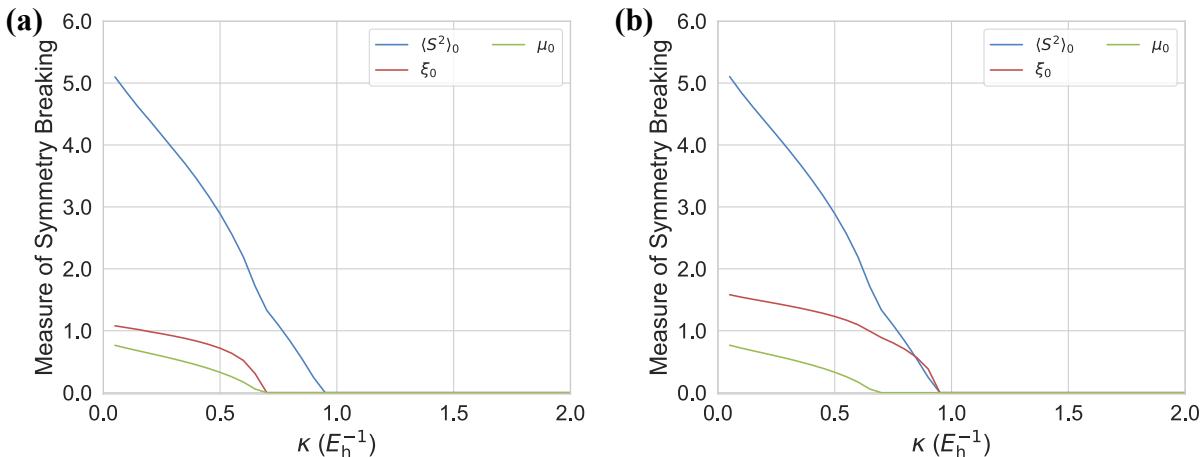 (a)
Measure of Symmetry Breaking
6.0
5.0
4.0
3.0
2.0
1.0
0.0
⟨S²⟩₀
ξ₀
μ₀
0.0 0.5 1.0 1.5 2.0
κ (E_h⁻¹)
(b)
Measure of Symmetry Breaking
6.0
5.0
4.0
3.0
2.0
1.0
0.0
⟨S²⟩₀
ξ₀
μ₀
0.0 0.5 1.0 1.5 2.0
κ (E_h⁻¹)